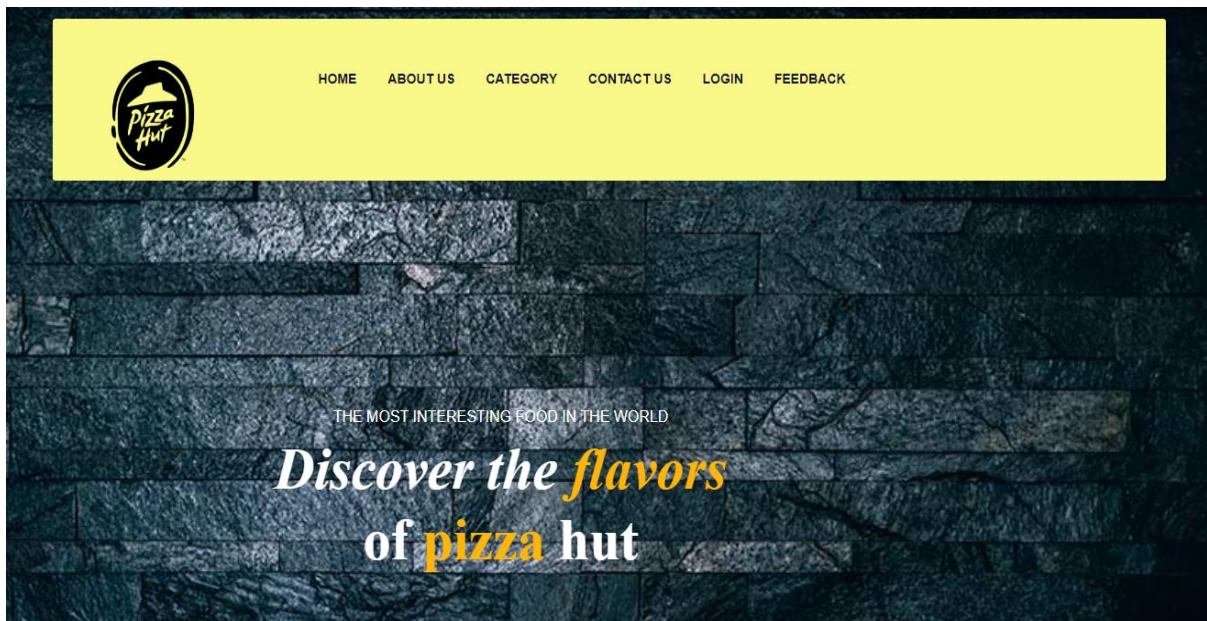 Pizza
Hut
HOME ABOUT US CATEGORY CONTACT US LOGIN FEEDBACK
THE MOST INTERESTING FOOD IN THE WORLD
Discover the flavors
of pizza hut